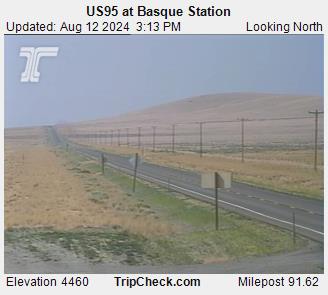 US95 at Basque Station
Updated: Aug 12 2024 3:13 PM Looking North
Elevation 4460 TripCheck.com Milepost 91.62